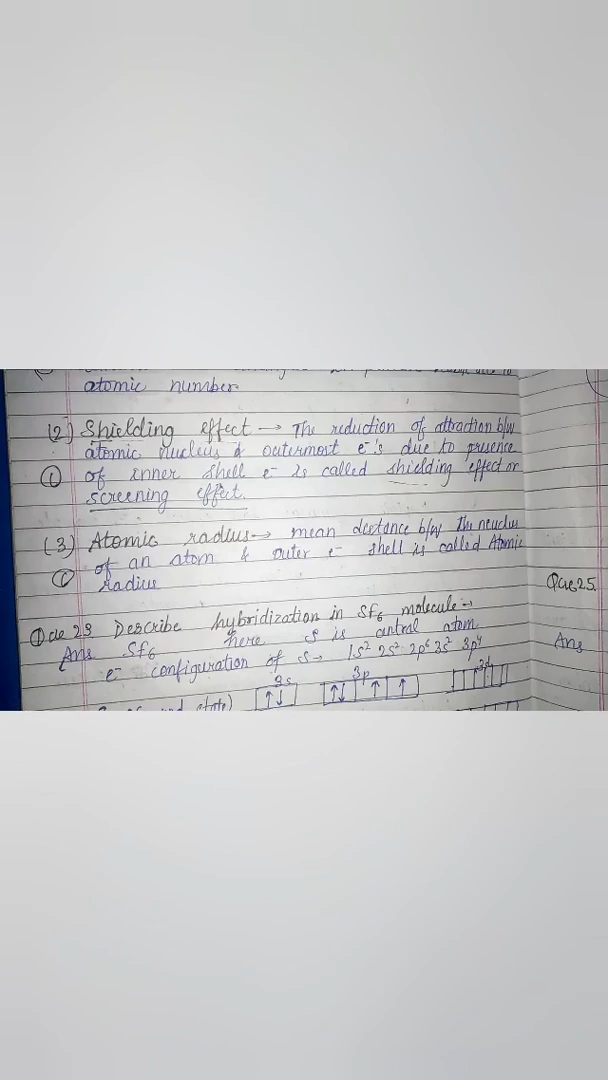 atomic number.
(2) Shielding effect → The reduction of attraction b/w
atomic nucleus & outermost e⁻'s due to presence
① of inner shell e⁻ is called shielding effect or
screening effect.
(3) Atomic radius → mean distance b/w the neuclus
of an atom & outer e⁻ shell is called Atomic
① radius
Que 25
Que 23 Describe hybridization in Sf₆ molecule →
Ans Sf₆ here S is central atom
Ans
e⁻ configuration of S → 1s² 2s² 2p⁶ 3s² 3p⁴
3s 3p 3d
state)